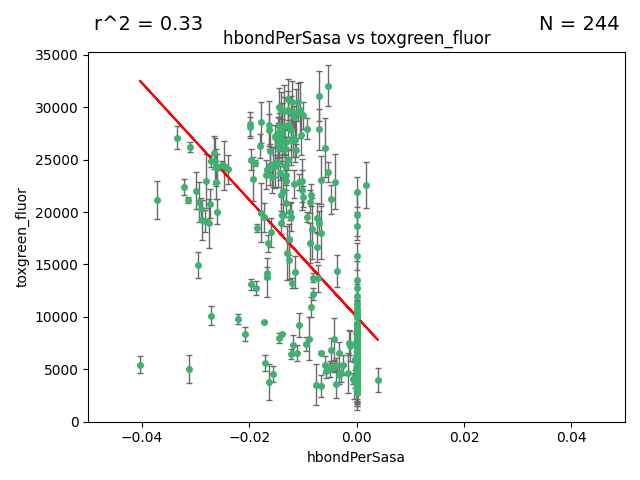 r^2 = 0.33
N = 244
hbondPerSasa vs toxgreen_fluor
35000
30000
25000
20000
15000
10000
5000
0
toxgreen_fluor
−0.04
−0.02
0.00
0.02
0.04
hbondPerSasa